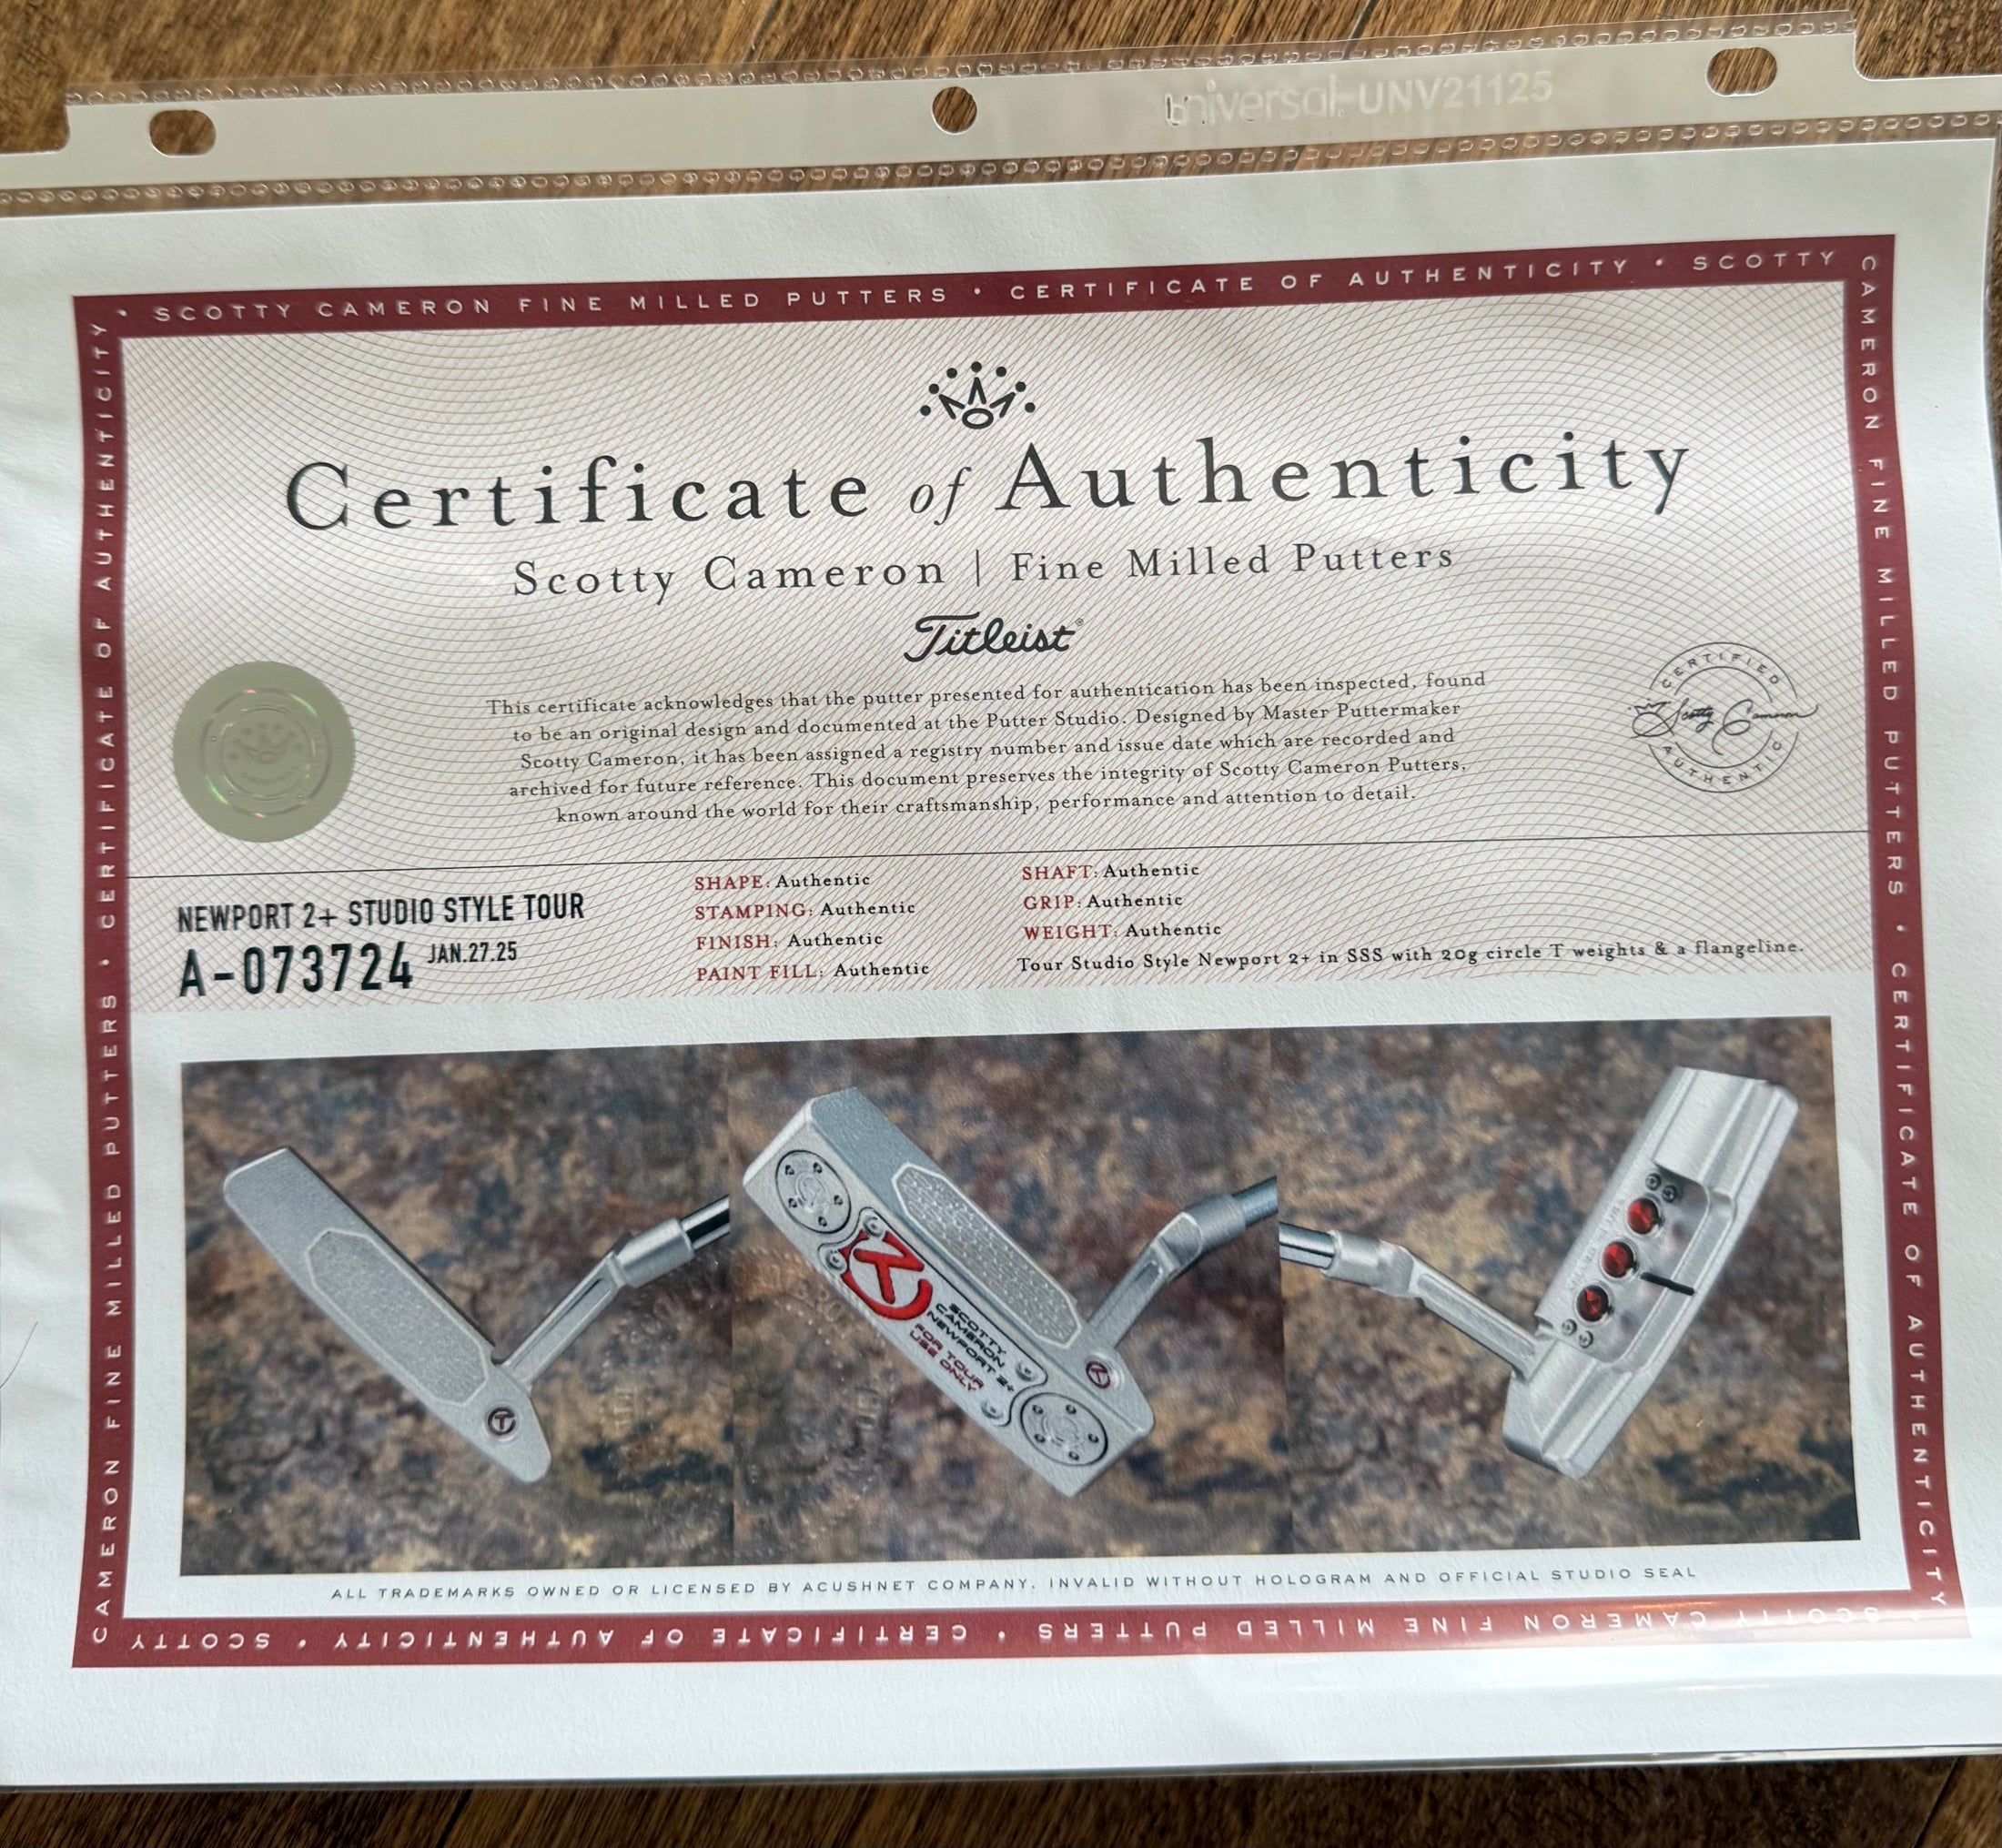 Universal-UNV21125
• SCOTTY CAMERON FINE MILLED PUTTERS • CERTIFICATE OF AUTHENTICITY • SCOTTY
CAMERON FINE MILLED PUTTERS • CERTIFICATE OF AUTHENTICITY
Certificate of Authenticity
Scotty Cameron | Fine Milled Putters
Titleist®
This certificate acknowledges that the putter presented for authentication has been inspected, found
to be an original design and documented at the Putter Studio. Designed by Master Puttermaker
Scotty Cameron, it has been assigned a registry number and issue date which are recorded and
archived for future reference. This document preserves the integrity of Scotty Cameron Putters,
known around the world for their craftsmanship, performance and attention to detail.
CERTIFIED
Scotty Cameron
AUTHENTIC
NEWPORT 2+ STUDIO STYLE TOUR
A-073724 JAN.27.25
SHAPE: Authentic
STAMPING: Authentic
FINISH: Authentic
PAINT FILL: Authentic
SHAFT: Authentic
GRIP: Authentic
WEIGHT: Authentic
Tour Studio Style Newport 2+ in SSS with 20g circle T weights & a flangeline.
T
T
SCOTTY
CAMERON
NEWPORT 2+
FOR TOUR
USE ONLY
T
ALL TRADEMARKS OWNED OR LICENSED BY ACUSHNET COMPANY. INVALID WITHOUT HOLOGRAM AND OFFICIAL STUDIO SEAL
• SCOTTY CAMERON FINE MILLED PUTTERS • CERTIFICATE OF AUTHENTICITY • SCOTTY
CAMERON FINE MILLED PUTTERS • CERTIFICATE OF AUTHENTICITY